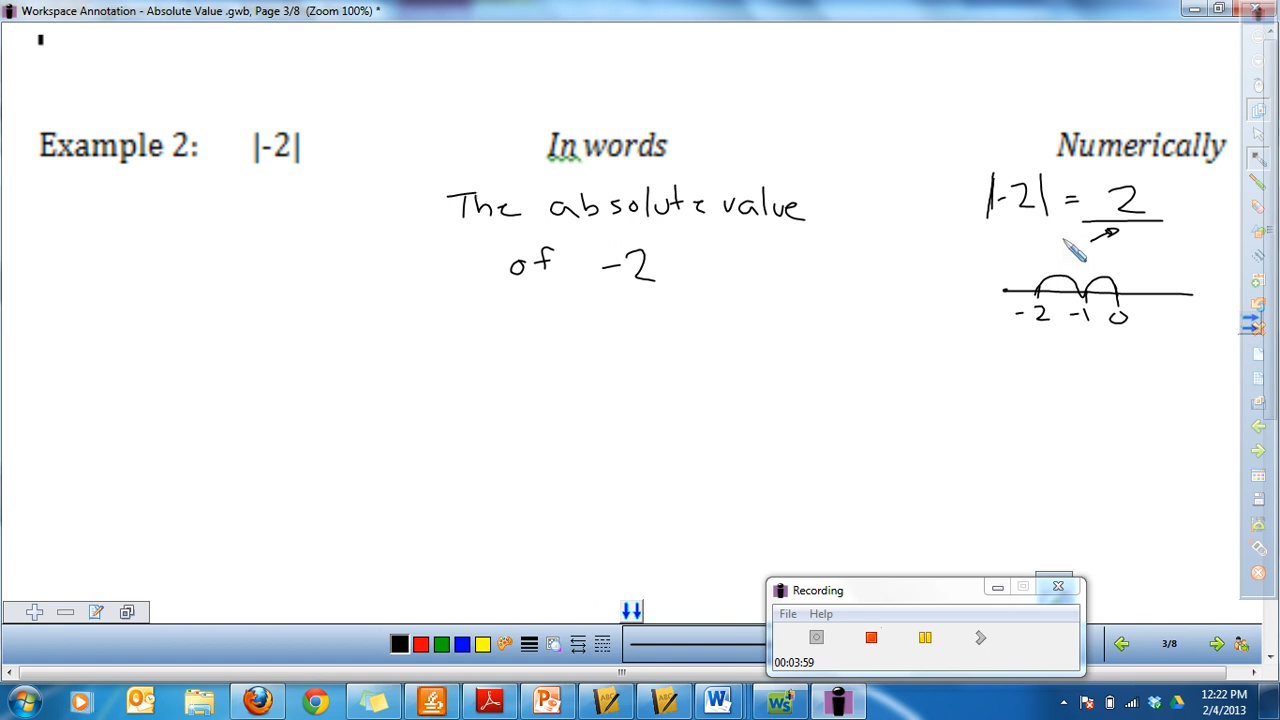 Workspace Annotation - Absolute Value .gwb, Page 3/8 (Zoom 100%) *
Example 2: |-2| In words Numerically
The absolute value |-2| = 2
of -2
-2 -1 0
Recording
File Help
00:03:59
3/8
12:22 PM
2/4/2013